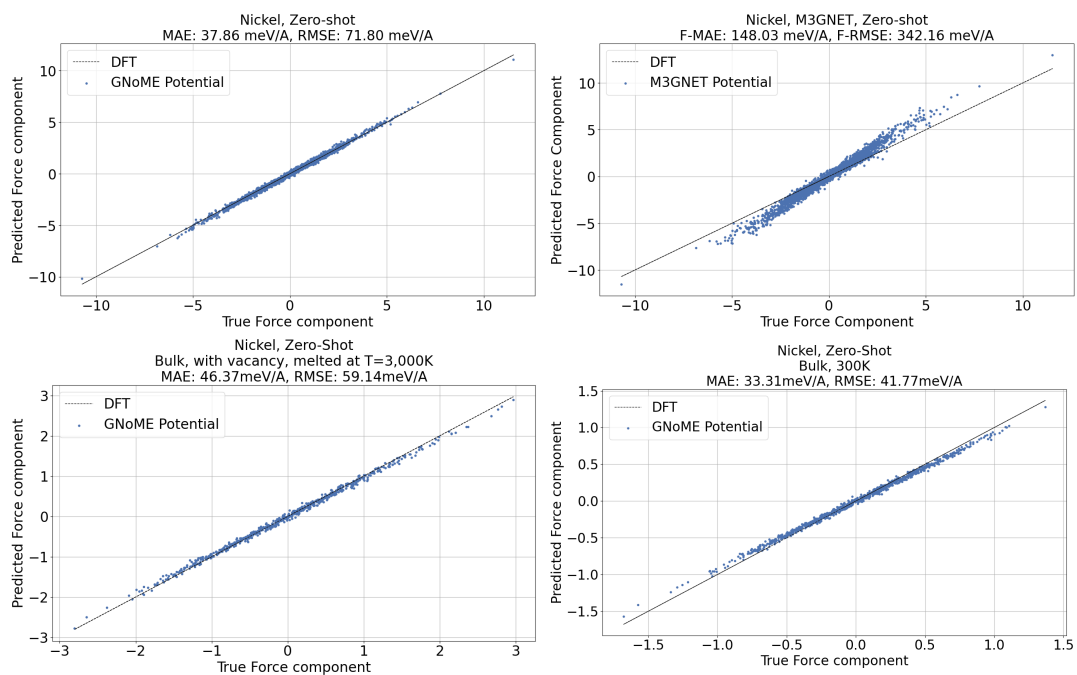 Nickel, Zero-shot
MAE: 37.86 meV/A, RMSE: 71.80 meV/A
DFT
GNoME Potential
Predicted Force component
10
5
0
−5
−10
−10 −5 0 5 10
True Force component
Nickel, M3GNET, Zero-shot
F-MAE: 148.03 meV/A, F-RMSE: 342.16 meV/A
DFT
M3GNET Potential
Predicted Force Component
10
5
0
−5
−10
−10 −5 0 5 10
True Force Component
Nickel, Zero-Shot
Bulk, with vacancy, melted at T=3,000K
MAE: 46.37meV/A, RMSE: 59.14meV/A
DFT
GNoME Potential
Predicted Force component
3
2
1
0
−1
−2
−3
−3 −2 −1 0 1 2 3
True Force component
Nickel, Zero-Shot
Bulk, 300K
MAE: 33.31meV/A, RMSE: 41.77meV/A
DFT
GNoME Potential
Predicted Force component
1.5
1.0
0.5
0.0
−0.5
−1.0
−1.5
−1.5 −1.0 −0.5 0.0 0.5 1.0 1.5
True Force component